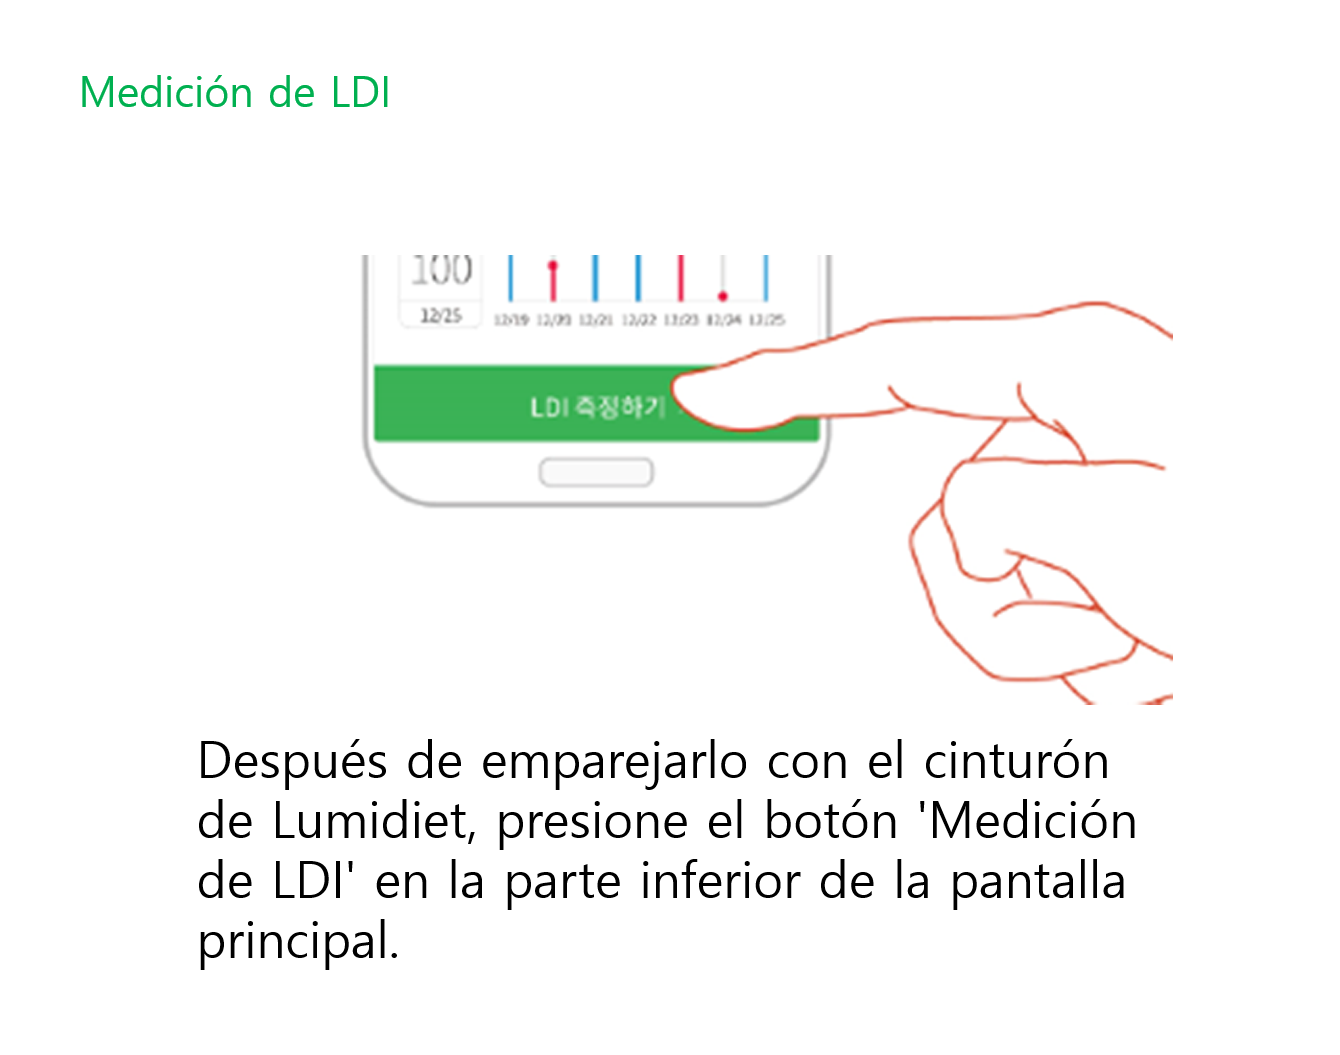 Medición de LDI
100
12/25
12/19 12/20 12/21 12/22 12/23 12/24 12/25
LDI 측정하기
Después de emparejarlo con el cinturón
de Lumidiet, presione el botón 'Medición
de LDI' en la parte inferior de la pantalla
principal.